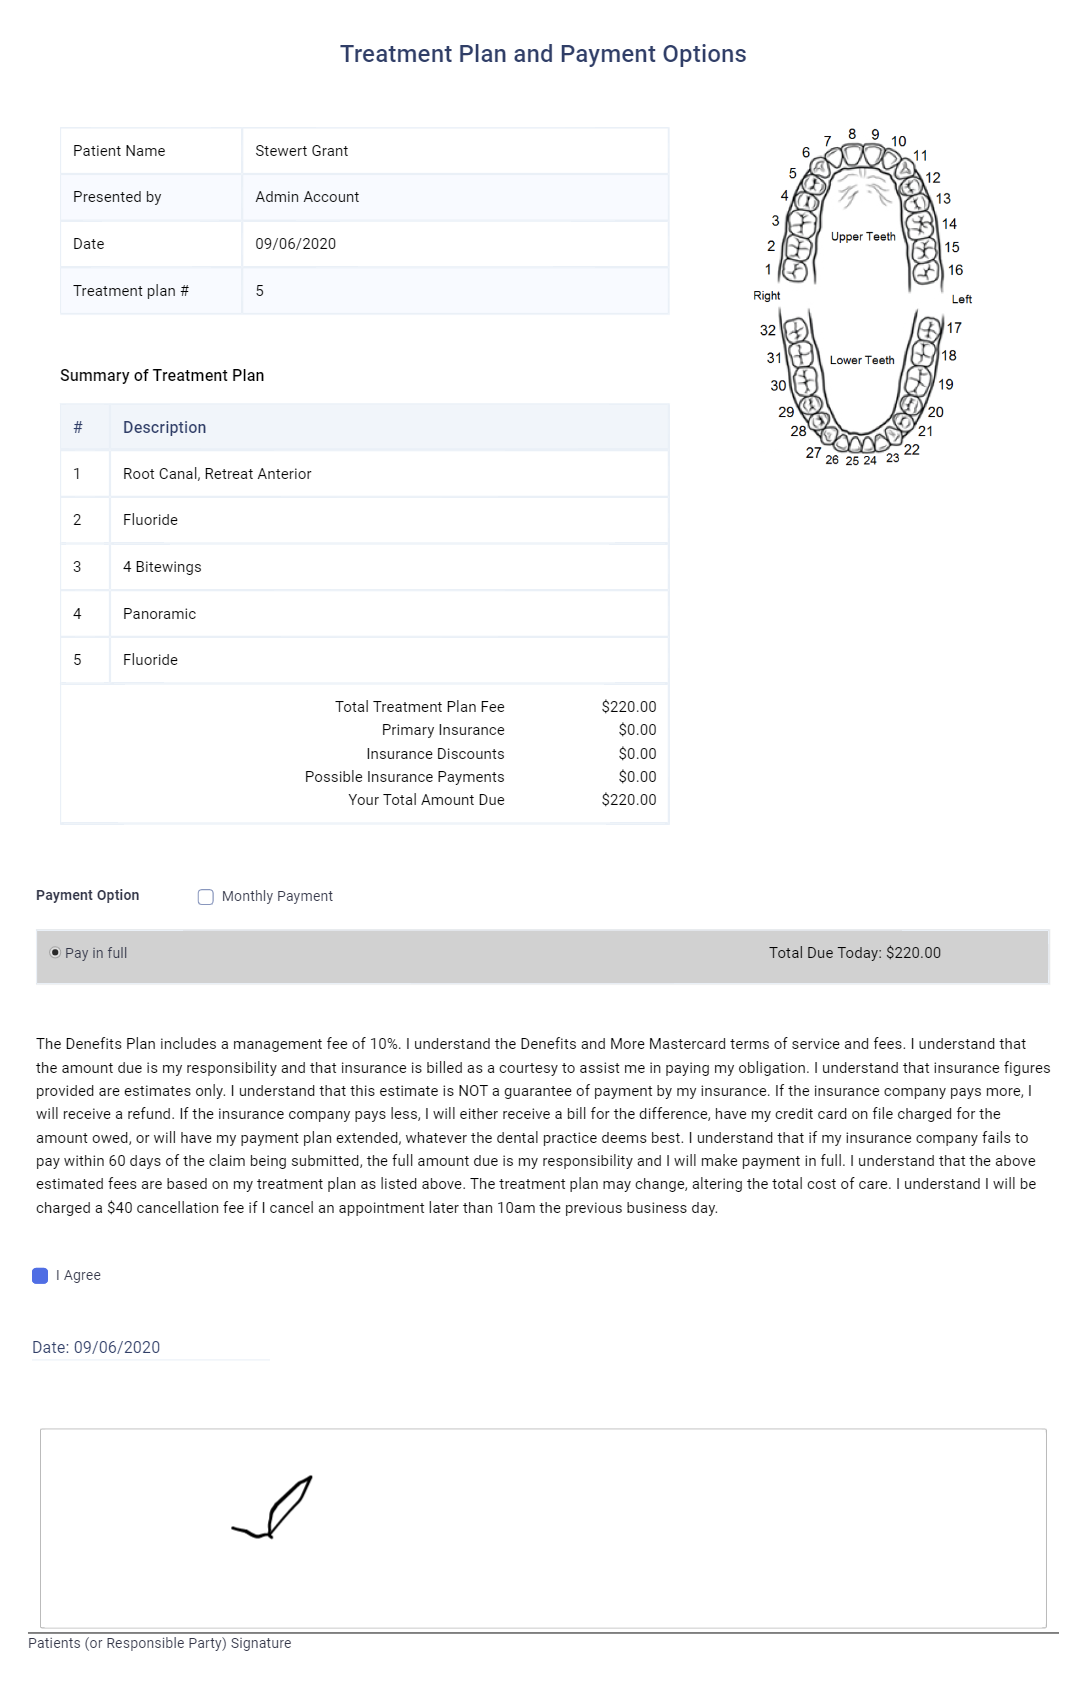 Treatment Plan and Payment Options
Patient Name Stewert Grant
Presented by Admin Account
Date 09/06/2020
Treatment plan # 5
Summary of Treatment Plan
# Description
1 Root Canal, Retreat Anterior
2 Fluoride
3 4 Bitewings
4 Panoramic
5 Fluoride
Total Treatment Plan Fee $220.00
Primary Insurance $0.00
Insurance Discounts $0.00
Possible Insurance Payments $0.00
Your Total Amount Due $220.00
7 8 9 10
6 11
5 12
4 13
3 14
Upper Teeth
2 15
1 16
Right Left
32 17
31 Lower Teeth 18
30 19
29 20
28 21
27 26 25 24 23 22
Payment Option Monthly Payment
Pay in full Total Due Today: $220.00
The Denefits Plan includes a management fee of 10%. I understand the Denefits and More Mastercard terms of service and fees. I understand that
the amount due is my responsibility and that insurance is billed as a courtesy to assist me in paying my obligation. I understand that insurance figures
provided are estimates only. I understand that this estimate is NOT a guarantee of payment by my insurance. If the insurance company pays more, I
will receive a refund. If the insurance company pays less, I will either receive a bill for the difference, have my credit card on file charged for the
amount owed, or will have my payment plan extended, whatever the dental practice deems best. I understand that if my insurance company fails to
pay within 60 days of the claim being submitted, the full amount due is my responsibility and I will make payment in full. I understand that the above
estimated fees are based on my treatment plan as listed above. The treatment plan may change, altering the total cost of care. I understand I will be
charged a $40 cancellation fee if I cancel an appointment later than 10am the previous business day.
I Agree
Date: 09/06/2020
Patients (or Responsible Party) Signature